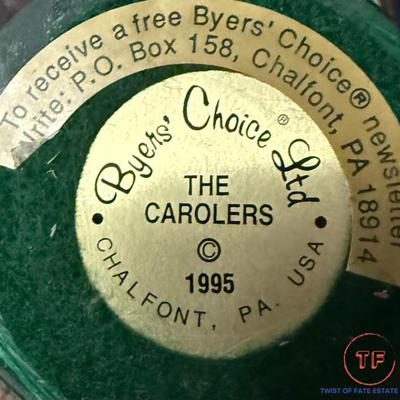 To receive a free Byers' Choice® newsletter
Write: P.O. Box 158, Chalfont, PA 18914
Byers' Choice® Ltd
THE
CAROLERS
©
1995
CHALFONT, PA. USA
TF
TWIST OF FATE ESTATE